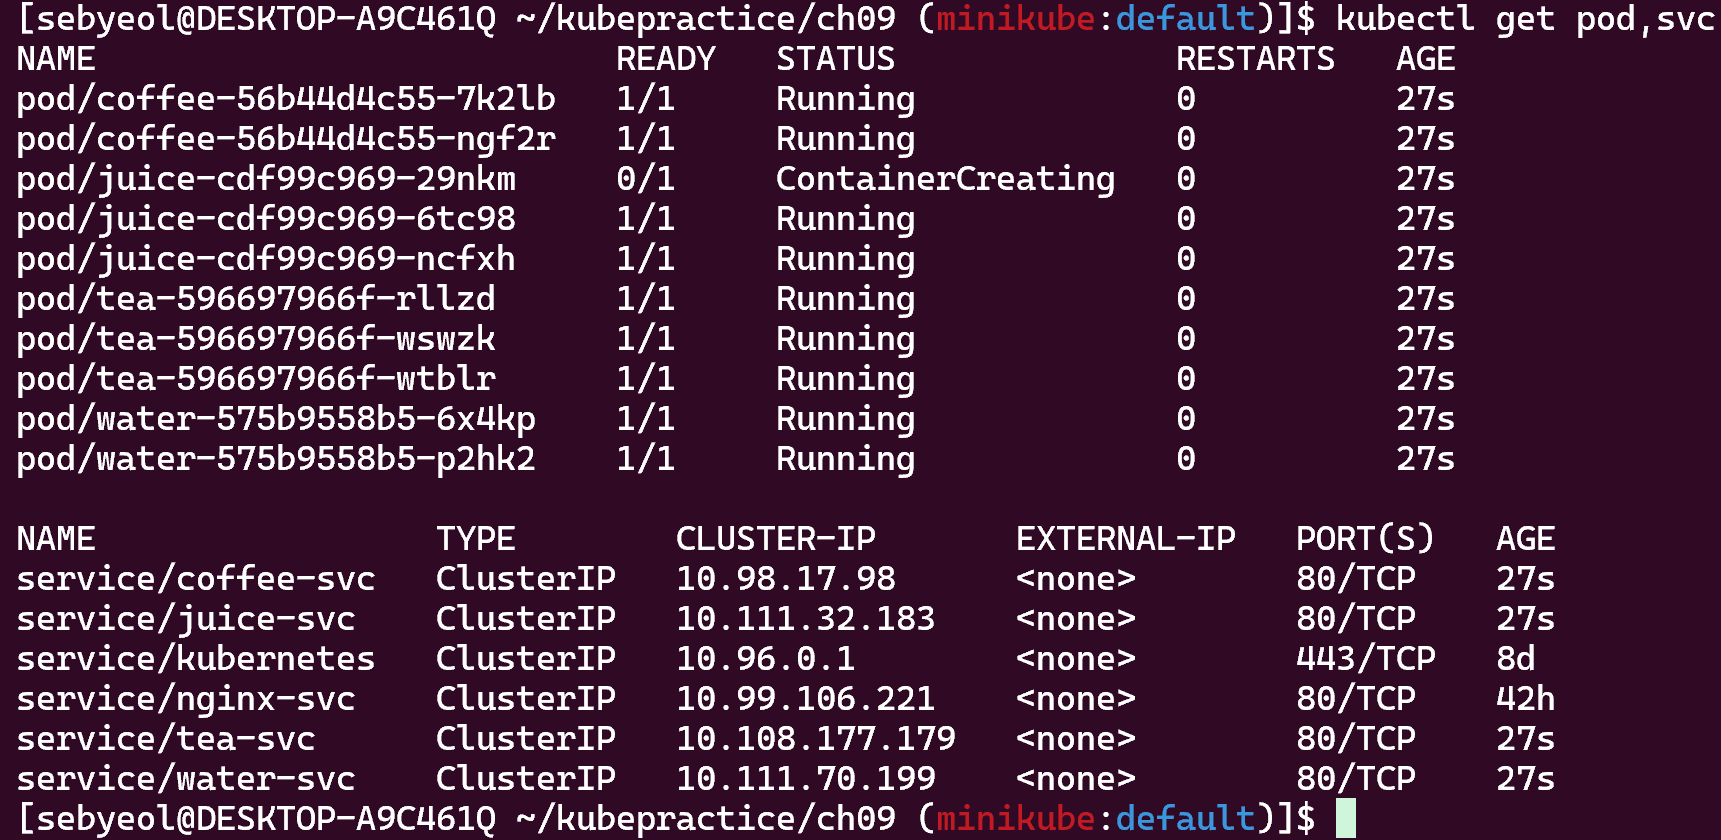 [sebyeol@DESKTOP-A9C461Q ~/kubepractice/ch09 (minikube:default)]$ kubectl get pod,svc
NAME READY STATUS RESTARTS AGE
pod/coffee-56b44d4c55-7k2lb 1/1 Running 0 27s
pod/coffee-56b44d4c55-ngf2r 1/1 Running 0 27s
pod/juice-cdf99c969-29nkm 0/1 ContainerCreating 0 27s
pod/juice-cdf99c969-6tc98 1/1 Running 0 27s
pod/juice-cdf99c969-ncfxh 1/1 Running 0 27s
pod/tea-596697966f-rllzd 1/1 Running 0 27s
pod/tea-596697966f-wswzk 1/1 Running 0 27s
pod/tea-596697966f-wtblr 1/1 Running 0 27s
pod/water-575b9558b5-6x4kp 1/1 Running 0 27s
pod/water-575b9558b5-p2hk2 1/1 Running 0 27s
NAME TYPE CLUSTER-IP EXTERNAL-IP PORT(S) AGE
service/coffee-svc ClusterIP 10.98.17.98 <none> 80/TCP 27s
service/juice-svc ClusterIP 10.111.32.183 <none> 80/TCP 27s
service/kubernetes ClusterIP 10.96.0.1 <none> 443/TCP 8d
service/nginx-svc ClusterIP 10.99.106.221 <none> 80/TCP 42h
service/tea-svc ClusterIP 10.108.177.179 <none> 80/TCP 27s
service/water-svc ClusterIP 10.111.70.199 <none> 80/TCP 27s
[sebyeol@DESKTOP-A9C461Q ~/kubepractice/ch09 (minikube:default)]$